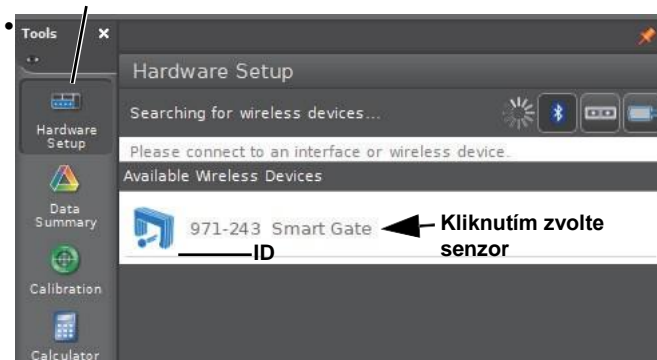 Tools
Hardware Setup
Searching for wireless devices...
Hardware
Setup
Please connect to an interface or wireless device.
Available Wireless Devices
Data
Summary
971-243 Smart Gate
Kliknutím zvolte
senzor
ID
Calibration
Calculator